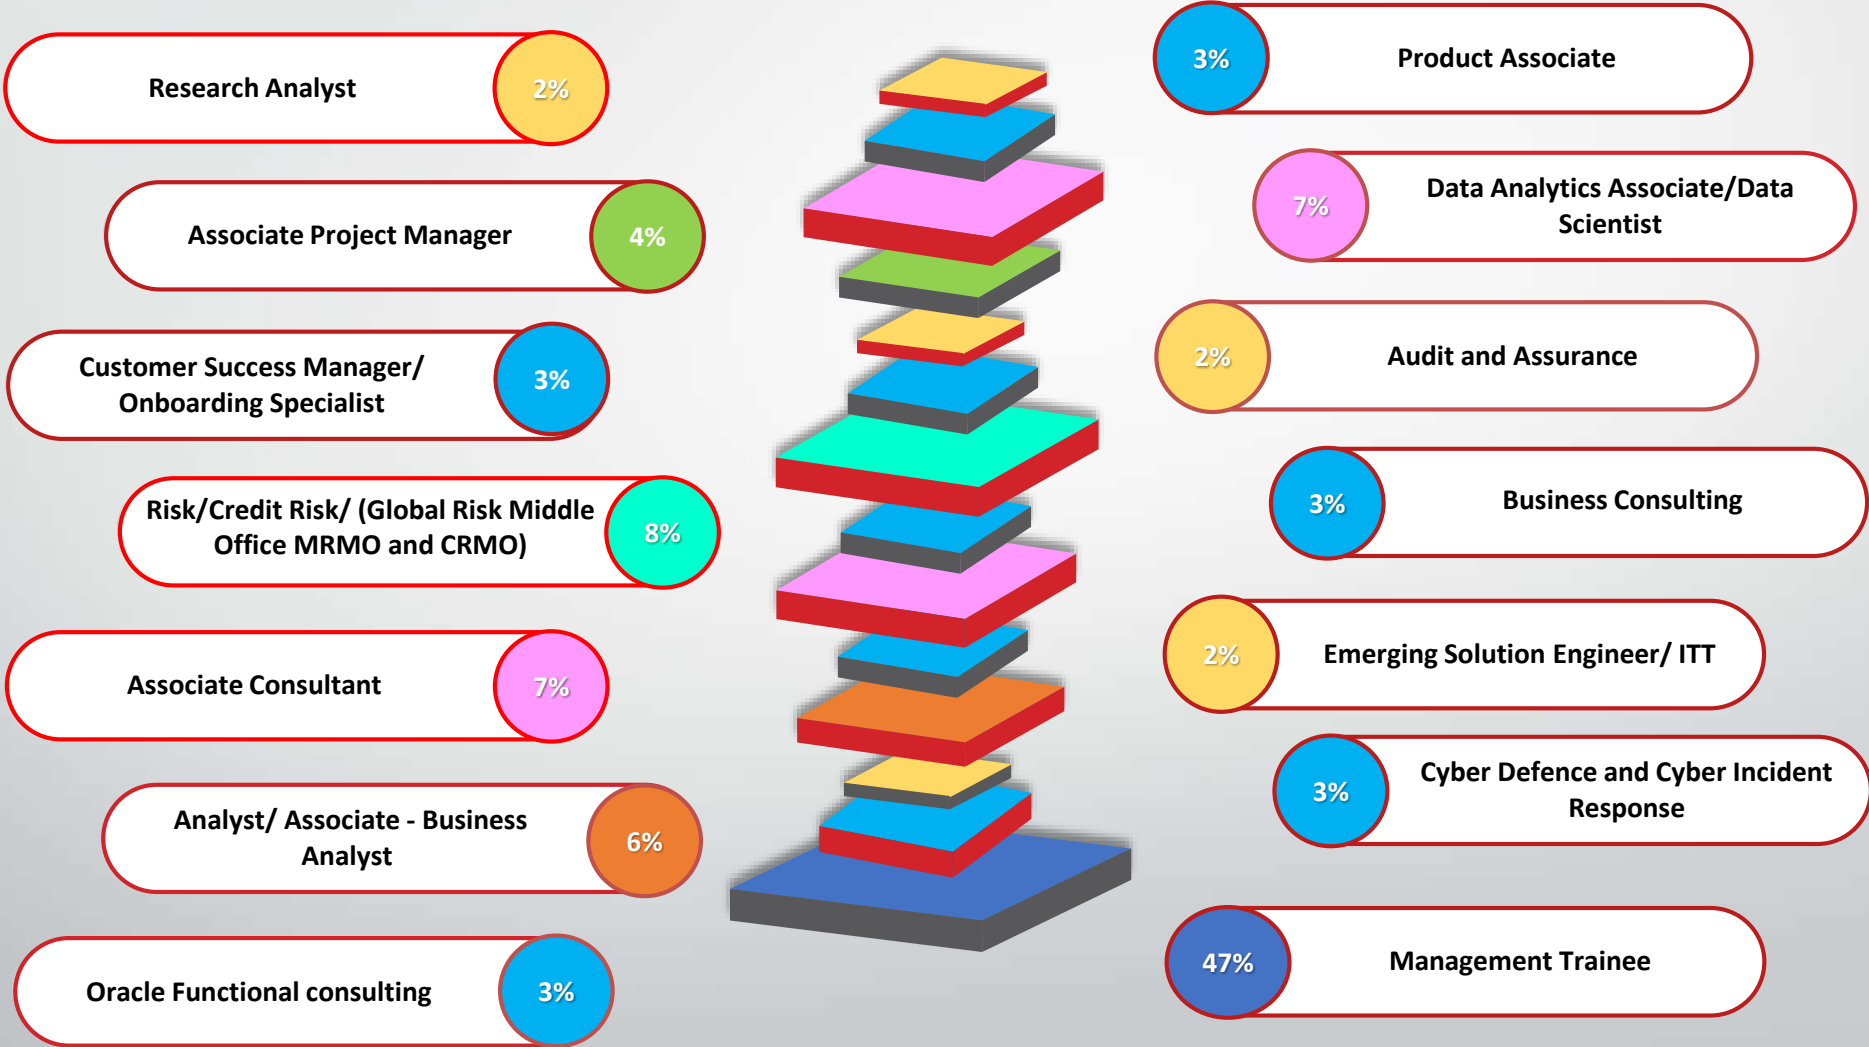 Research Analyst
2%
Associate Project Manager
4%
Customer Success Manager/
Onboarding Specialist
3%
Risk/Credit Risk/ (Global Risk Middle
Office MRMO and CRMO)
8%
Associate Consultant
7%
Analyst/ Associate - Business
Analyst
6%
Oracle Functional consulting
3%
3%
Product Associate
7%
Data Analytics Associate/Data
Scientist
2%
Audit and Assurance
3%
Business Consulting
2%
Emerging Solution Engineer/ ITT
3%
Cyber Defence and Cyber Incident
Response
47%
Management Trainee